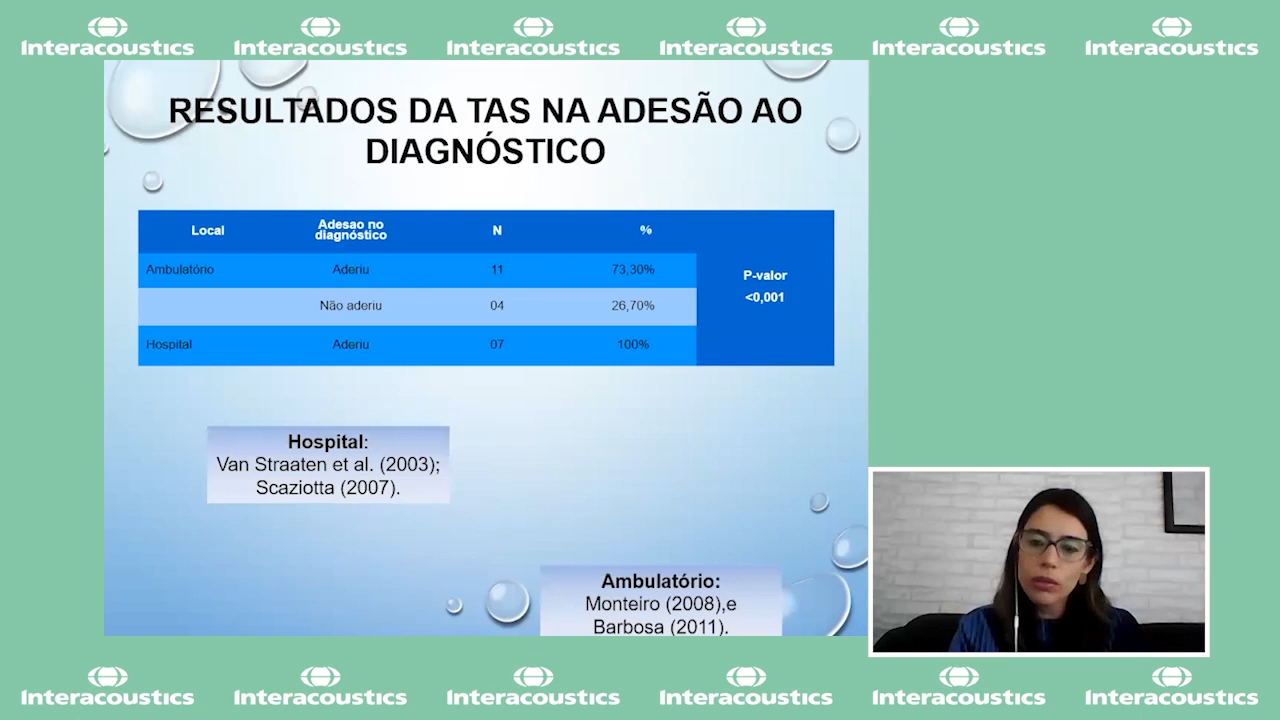 Interacoustics Interacoustics Interacoustics Interacoustics Interacoustics Interacoustics
RESULTADOS DA TAS NA ADESÃO AO
DIAGNÓSTICO
Local Adesao no diagnóstico N %
Ambulatório Aderiu 11 73,30%
P-valor
<0,001
Não aderiu 04 26,70%
Hospital Aderiu 07 100%
Hospital:
Van Straaten et al. (2003);
Scaziotta (2007).
Ambulatório:
Monteiro (2008),e
Barbosa (2011).
Interacoustics Interacoustics Interacoustics Interacoustics Interacoustics Interacoustics